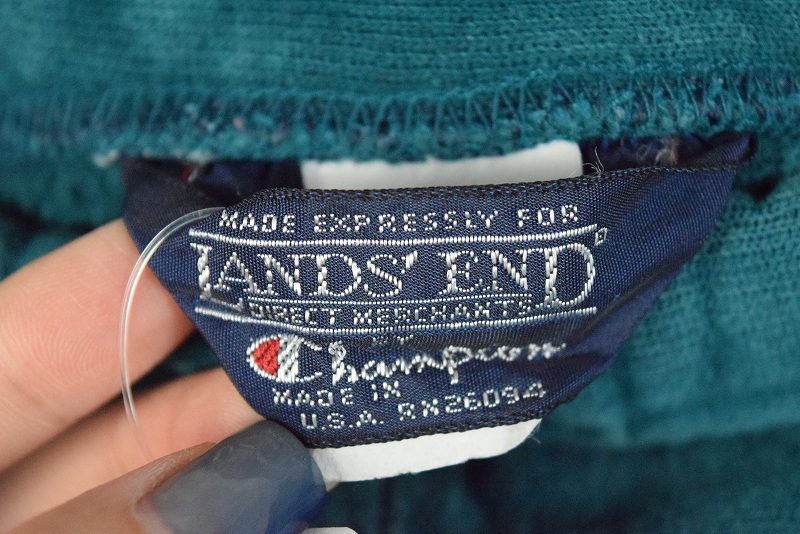 MADE EXPRESSLY FOR
LANDS' END®
DIRECT MERCHANTS
BY
Champion
MADE IN
U.S.A. RN26094